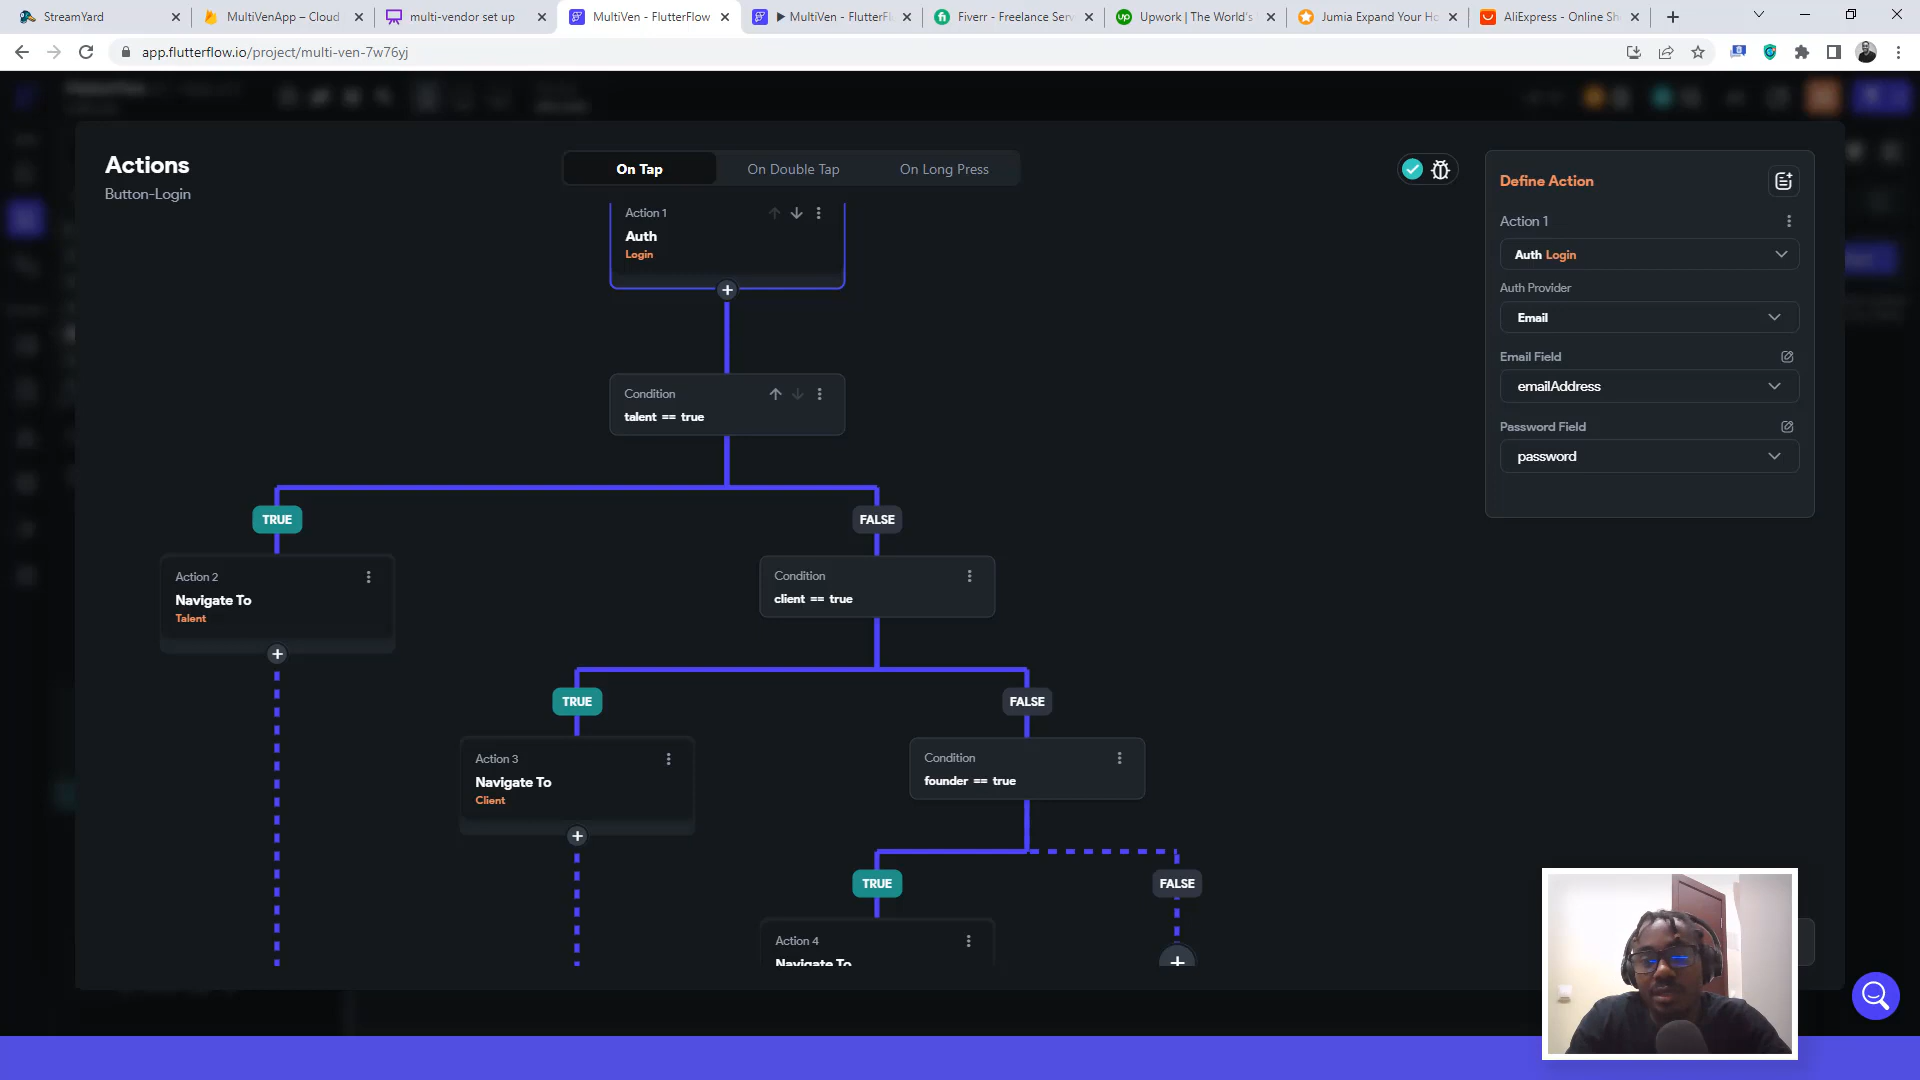 StreamYard
MultiVenApp – Cloud
multi-vendor set up
MultiVen - FlutterFlow
MultiVen - FlutterFl
Fiverr - Freelance Serv
Upwork | The World's
Jumia Expand Your Ho
AliExpress - Online Sh
app.flutterflow.io/project/multi-ven-7w76yj
Actions
Button-Login
On Tap
On Double Tap
On Long Press
Action 1
Auth
Login
Condition
talent == true
TRUE
FALSE
Action 2
Navigate To
Talent
Condition
client == true
TRUE
FALSE
Action 3
Navigate To
Client
Condition
founder == true
TRUE
FALSE
Action 4
Navigate To
Define Action
Action 1
Auth Login
Auth Provider
Email
Email Field
emailAddress
Password Field
password